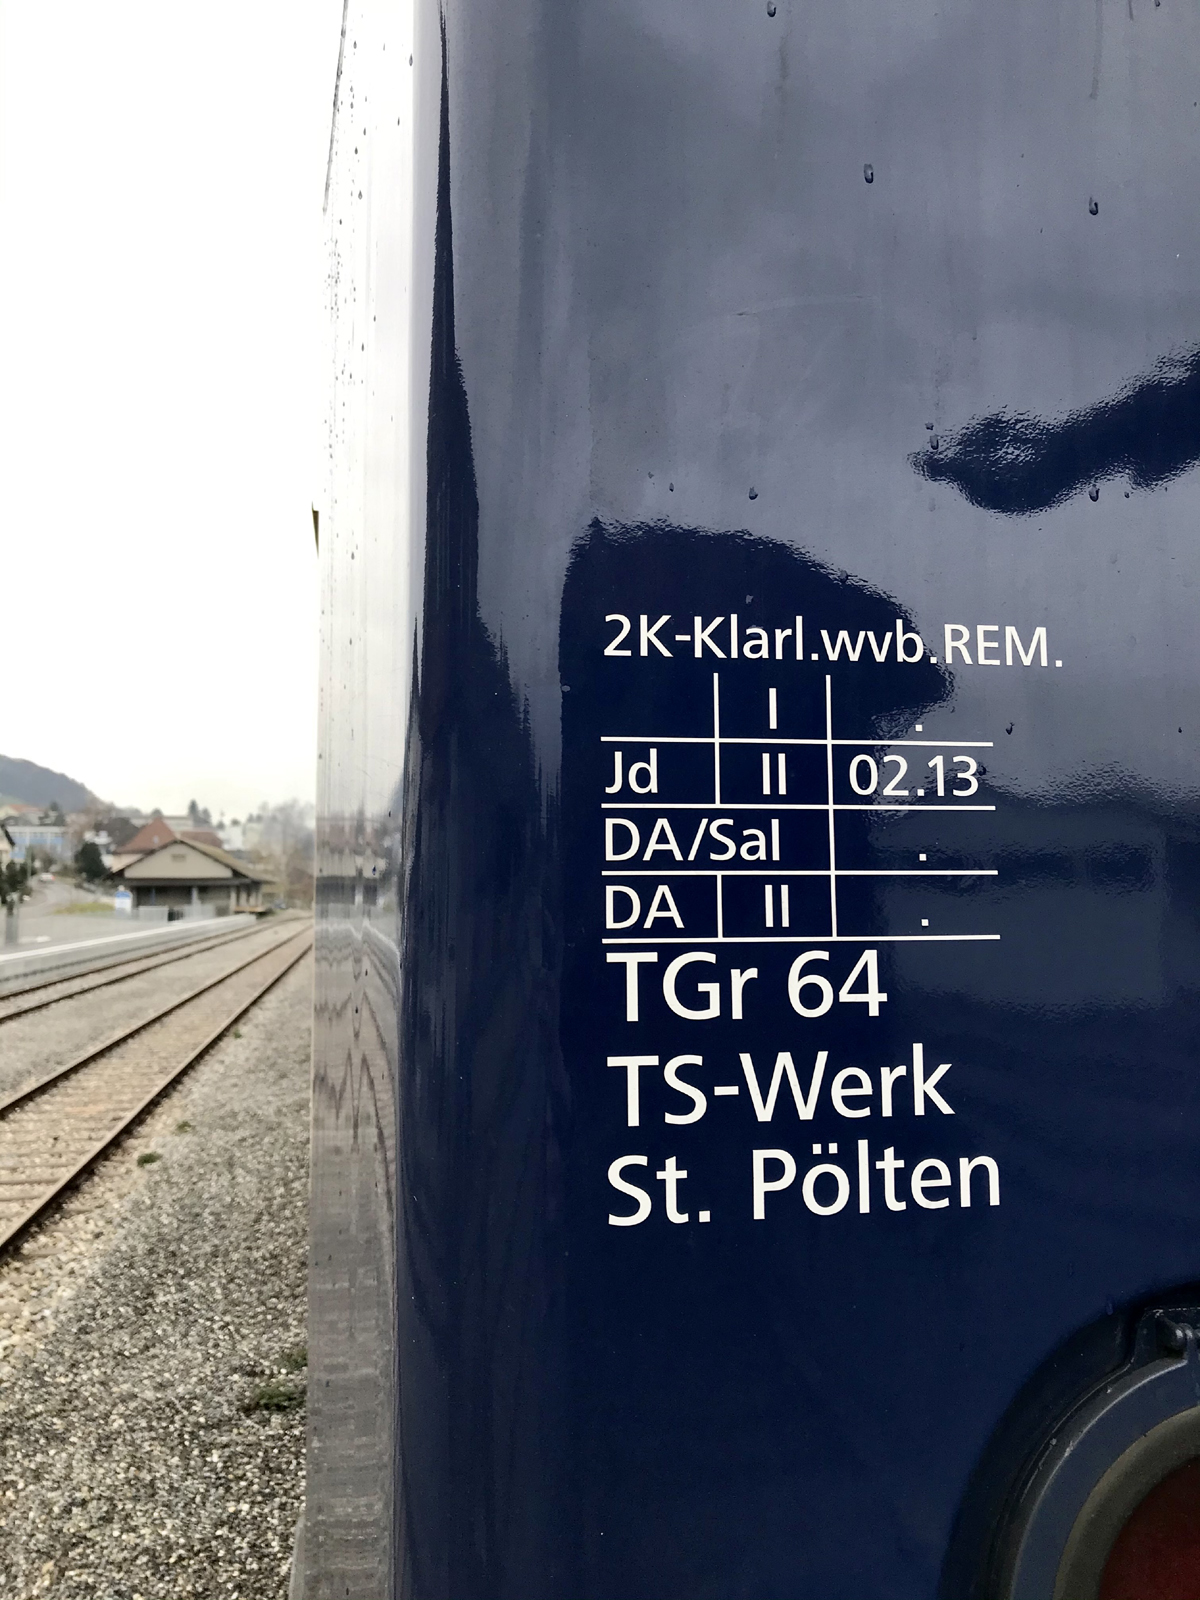 2K-Klarl.wvb.REM.
I .
Jd II 02.13
DA/Sal .
DA II .
TGr 64
TS-Werk
St. Pölten